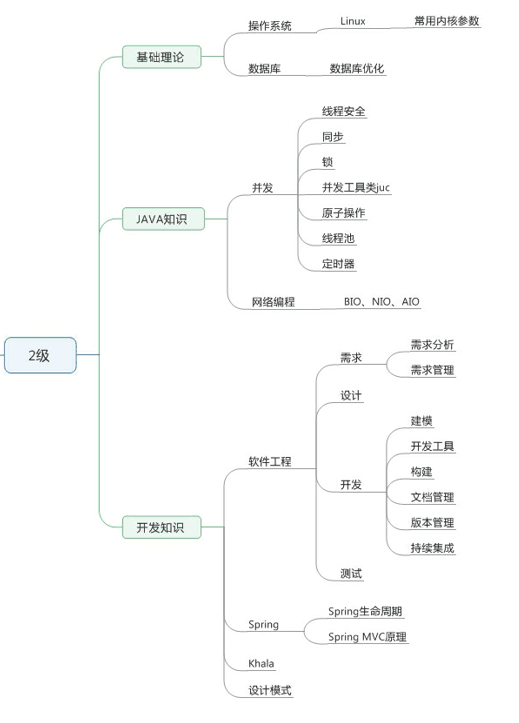 2级
基础理论
操作系统
Linux
常用内核参数
数据库
数据库优化
JAVA知识
并发
线程安全
同步
锁
并发工具类juc
原子操作
线程池
定时器
网络编程
BIO、NIO、AIO
开发知识
软件工程
需求
需求分析
需求管理
设计
开发
建模
开发工具
构建
文档管理
版本管理
持续集成
测试
Spring
Spring生命周期
Spring MVC原理
Khala
设计模式